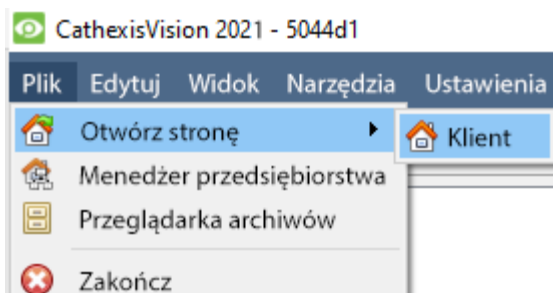 CathexisVision 2021 - 5044d1
Plik Edytuj Widok Narzędzia Ustawienia
Otwórz stronę Klient
Menedżer przedsiębiorstwa
Przeglądarka archiwów
Zakończ